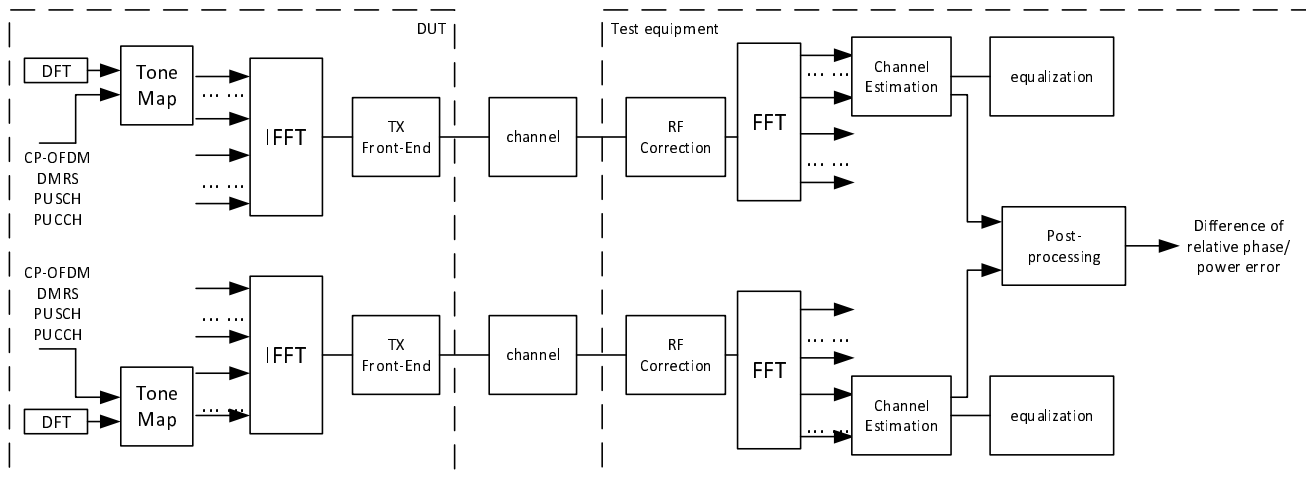 DUT
Test equipment
DFT
Tone
Map
... ...
CP-OFDM
DMRS
PUSCH
PUCCH
... ...
IFFT
TX
Front-End
channel
RF
Correction
FFT
... ...
... ...
Channel
Estimation
equalization
Post-
processing
Difference of
relative phase/
power error
CP-OFDM
DMRS
PUSCH
PUCCH
DFT
Tone
Map
... ...
... ...
IFFT
TX
Front-End
channel
RF
Correction
FFT
... ...
... ...
Channel
Estimation
equalization